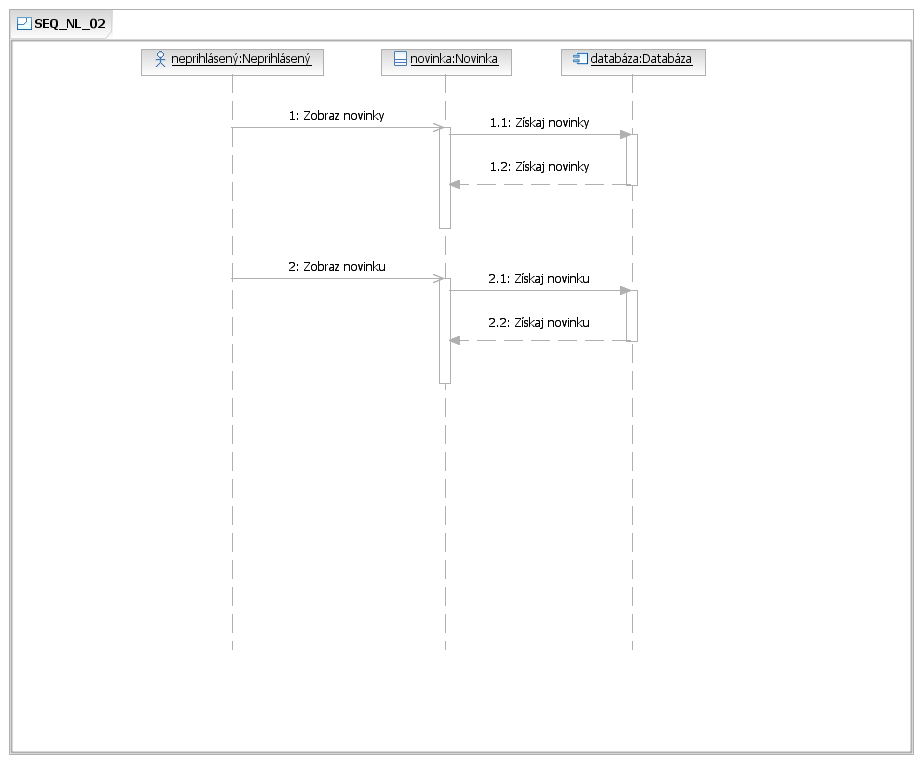 SEQ_NL_02
neprihlásený:Neprihlásený
novinka:Novinka
databáza:Databáza
1: Zobraz novinky
1.1: Získaj novinky
1.2: Získaj novinky
2: Zobraz novinku
2.1: Získaj novinku
2.2: Získaj novinku